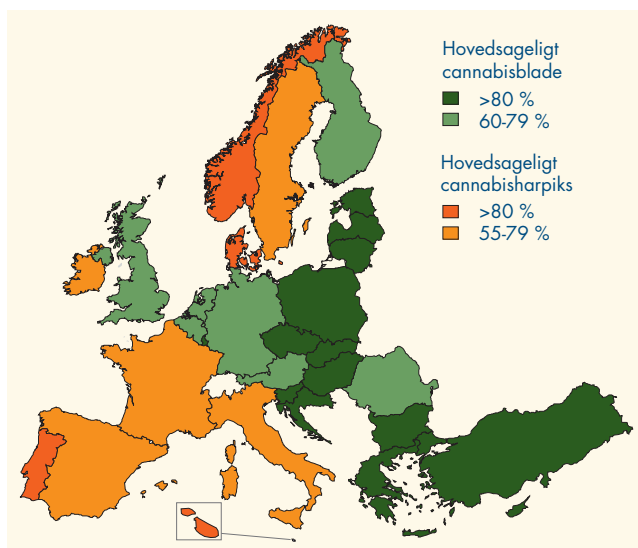 Hovedsageligt
cannabisblade
>80 %
60-79 %
Hovedsageligt
cannabisharpiks
>80 %
55-79 %